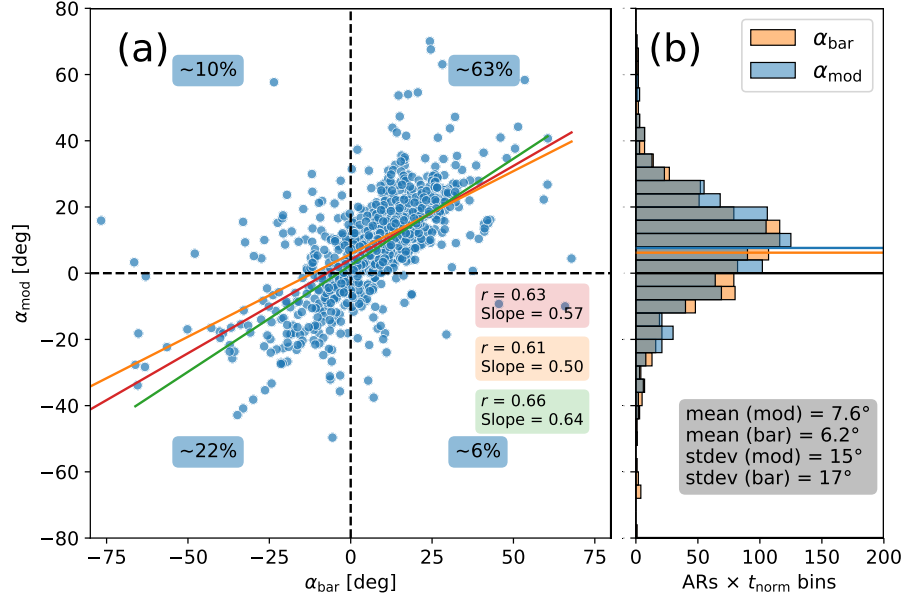 (a)
~10%
~63%
~22%
~6%
r = 0.63
Slope = 0.57
r = 0.61
Slope = 0.50
r = 0.66
Slope = 0.64
80
60
40
20
0
−20
−40
−60
−80
α_mod [deg]
−75
−50
−25
0
25
50
75
α_bar [deg]
(b)
α_bar
α_mod
mean (mod) = 7.6°
mean (bar) = 6.2°
stdev (mod) = 15°
stdev (bar) = 17°
0
50
100
150
200
ARs × t_norm bins